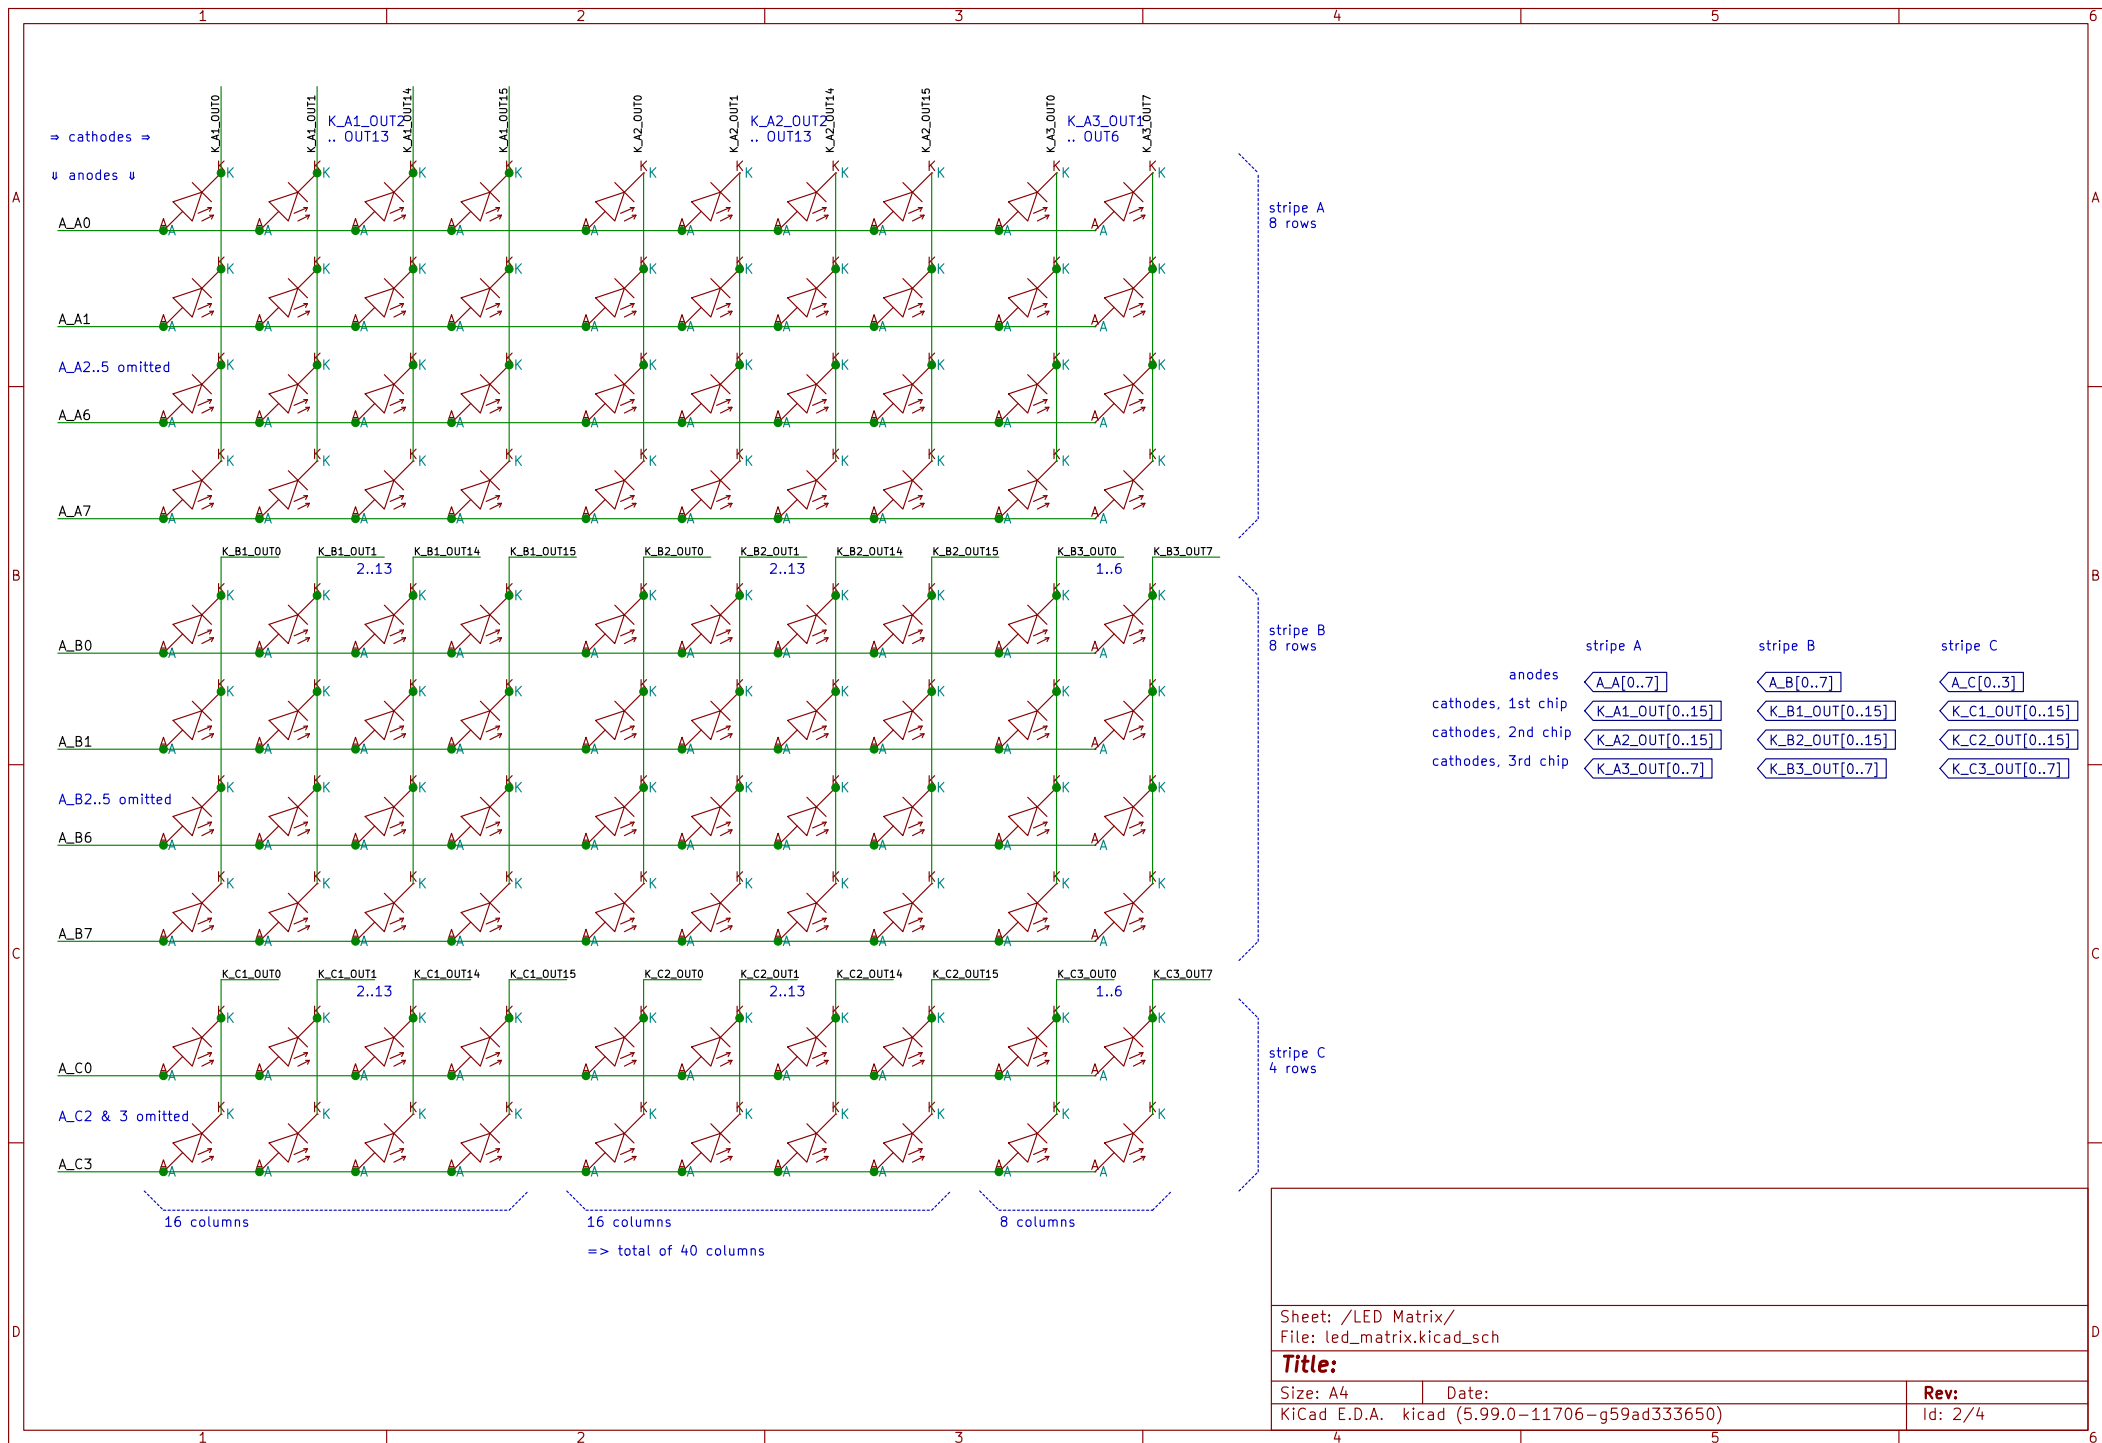 1 2 3 4 5 6
K_A1_OUT0 K_A1_OUT1 K_A1_OUT14 K_A1_OUT15 K_A2_OUT0 K_A2_OUT1 K_A2_OUT14 K_A2_OUT15 K_A3_OUT0 K_A3_OUT7
K_A1_OUT2 K_A2_OUT2 K_A3_OUT1
⇒ cathodes ⇒ .. OUT13 .. OUT13 .. OUT6
K K K K K K K K K K
⇓ anodes ⇓ K K K K K K K K K K
A A
stripe A
8 rows
A_A0 A A A A A A A A A A
A A A A A A A A A A
K K K K K K K K K K
K K K K K K K K K K
A_A1 A A A A A A A A A A
A A A A A A A A A A
K K K K K K K K K K
A_A2..5 omitted K K K K K K K K K K
A_A6 A A A A A A A A A A
A A A A A A A A A A
K K K K K K K K K K
K K K K K K K K K K
A_A7 A A A A A A A A A A
A A A A A A A A A A
K_B1_OUT0 K_B1_OUT1 K_B1_OUT14 K_B1_OUT15 K_B2_OUT0 K_B2_OUT1 K_B2_OUT14 K_B2_OUT15 K_B3_OUT0 K_B3_OUT7
2..13 2..13 1..6
B B
K K K K K K K K K K
K K K K K K K K K K
stripe B
8 rows
A_B0 A A A A A A A A A A
A A A A A A A A A A
K K K K K K K K K K
K K K K K K K K K K
A_B1 A A A A A A A A A A
A A A A A A A A A A
K K K K K K K K K K
K K K K K K K K K K
A_B2..5 omitted
A_B6 A A A A A A A A A A
A A A A A A A A A A
K K K K K K K K K K
K K K K K K K K K K
A_B7 A A A A A A A A A A
A A A A A A A A A A
stripe A stripe B stripe C
anodes A_A[0..7] A_B[0..7] A_C[0..3]
cathodes, 1st chip K_A1_OUT[0..15] K_B1_OUT[0..15] K_C1_OUT[0..15]
cathodes, 2nd chip K_A2_OUT[0..15] K_B2_OUT[0..15] K_C2_OUT[0..15]
cathodes, 3rd chip K_A3_OUT[0..7] K_B3_OUT[0..7] K_C3_OUT[0..7]
C C
K_C1_OUT0 K_C1_OUT1 K_C1_OUT14 K_C1_OUT15 K_C2_OUT0 K_C2_OUT1 K_C2_OUT14 K_C2_OUT15 K_C3_OUT0 K_C3_OUT7
2..13 2..13 1..6
K K K K K K K K K K
K K K K K K K K K K
stripe C
4 rows
A_C0 A A A A A A A A A A
A A A A A A A A A A
K K K K K K K K K K
A_C2 & 3 omitted K K K K K K K K K K
A_C3 A A A A A A A A A A
A A A A A A A A A A
16 columns 16 columns 8 columns
=> total of 40 columns
D D
Sheet: /LED Matrix/
File: led_matrix.kicad_sch
Title:
Size: A4 Date: Rev:
KiCad E.D.A. kicad (5.99.0-11706-g59ad333650) Id: 2/4
1 2 3 4 5 6